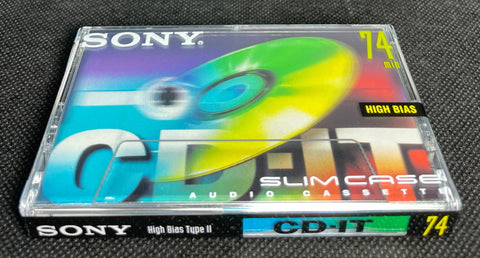 SONY.
74
min
HIGH BIAS
CD-IT
SLIM CASE
AUDIO CASSETTE
SONY High Bias Type II CD-IT 74